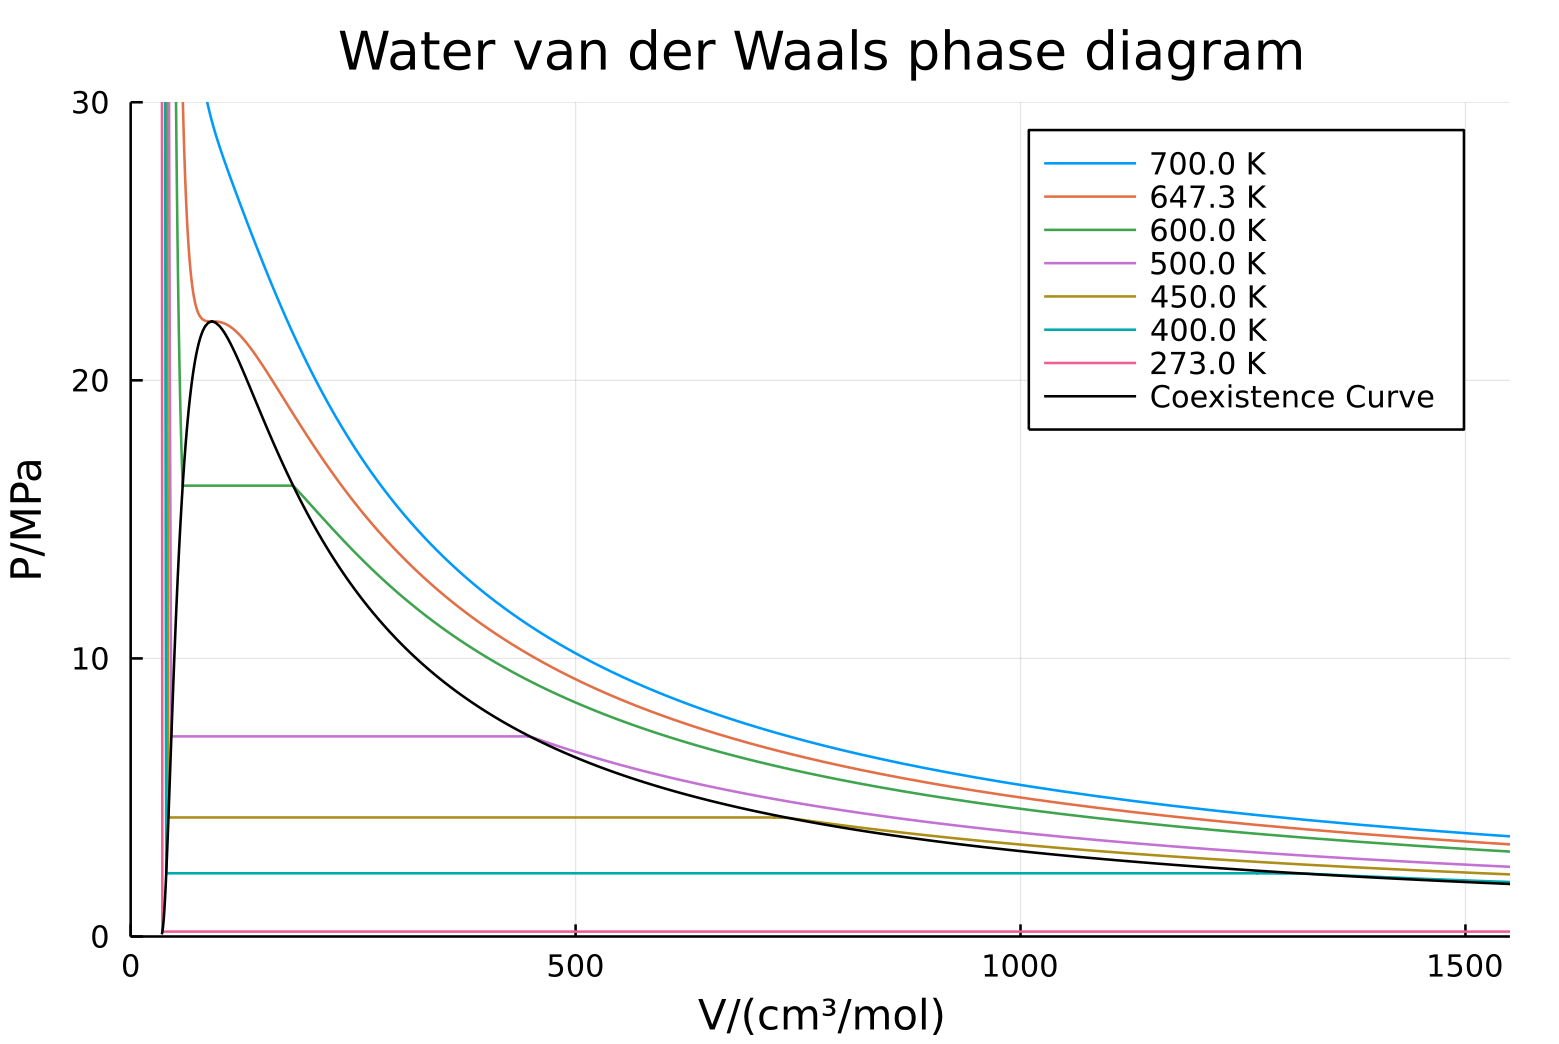 Water van der Waals phase diagram
30
20
10
0
P/MPa
700.0 K
647.3 K
600.0 K
500.0 K
450.0 K
400.0 K
273.0 K
Coexistence Curve
0
500
1000
1500
V/(cm³/mol)